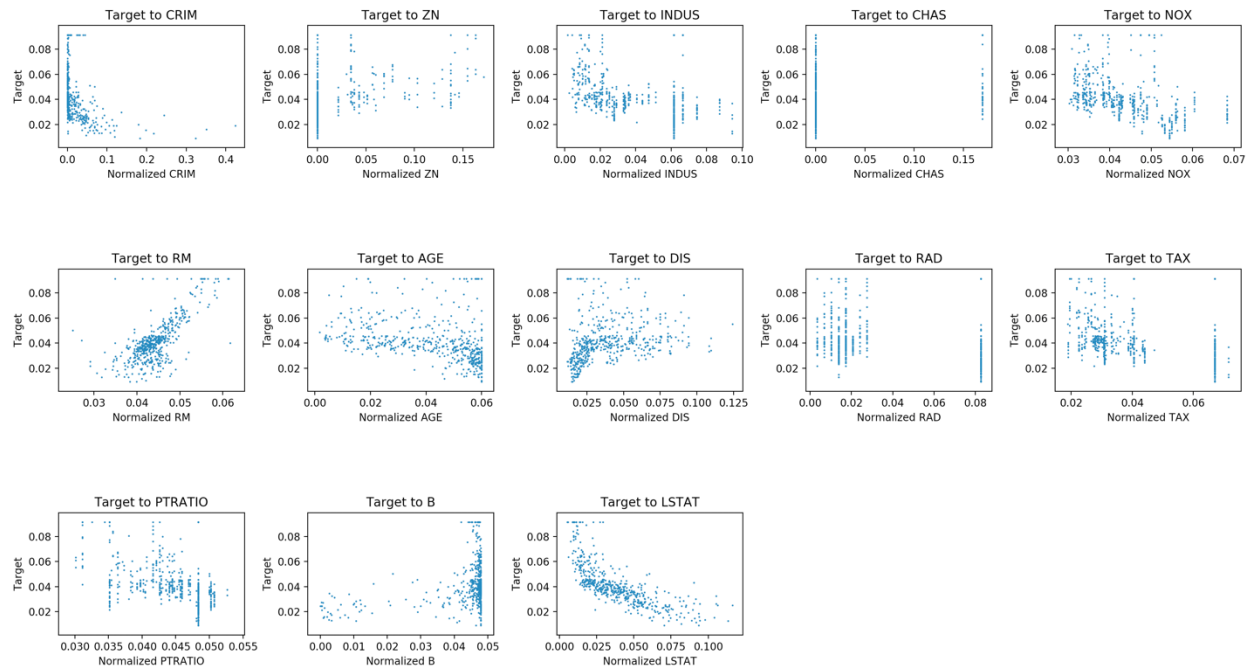 Target to CRIM
Target to ZN
Target to INDUS
Target to CHAS
Target to NOX
Target
0.08
0.06
0.04
0.02
0.0 0.1 0.2 0.3 0.4
Normalized CRIM
Target
0.08
0.06
0.04
0.02
0.00 0.05 0.10 0.15
Normalized ZN
Target
0.08
0.06
0.04
0.02
0.00 0.02 0.04 0.06 0.08 0.10
Normalized INDUS
Target
0.08
0.06
0.04
0.02
0.00 0.05 0.10 0.15
Normalized CHAS
Target
0.08
0.06
0.04
0.02
0.03 0.04 0.05 0.06 0.07
Normalized NOX
Target to RM
Target to AGE
Target to DIS
Target to RAD
Target to TAX
Target
0.08
0.06
0.04
0.02
0.03 0.04 0.05 0.06
Normalized RM
Target
0.08
0.06
0.04
0.02
0.00 0.02 0.04 0.06
Normalized AGE
Target
0.08
0.06
0.04
0.02
0.025 0.050 0.075 0.100 0.125
Normalized DIS
Target
0.08
0.06
0.04
0.02
0.00 0.02 0.04 0.06 0.08
Normalized RAD
Target
0.08
0.06
0.04
0.02
0.02 0.04 0.06
Normalized TAX
Target to PTRATIO
Target to B
Target to LSTAT
Target
0.08
0.06
0.04
0.02
0.030 0.035 0.040 0.045 0.050 0.055
Normalized PTRATIO
Target
0.08
0.06
0.04
0.02
0.00 0.01 0.02 0.03 0.04 0.05
Normalized B
Target
0.08
0.06
0.04
0.02
0.000 0.025 0.050 0.075 0.100
Normalized LSTAT